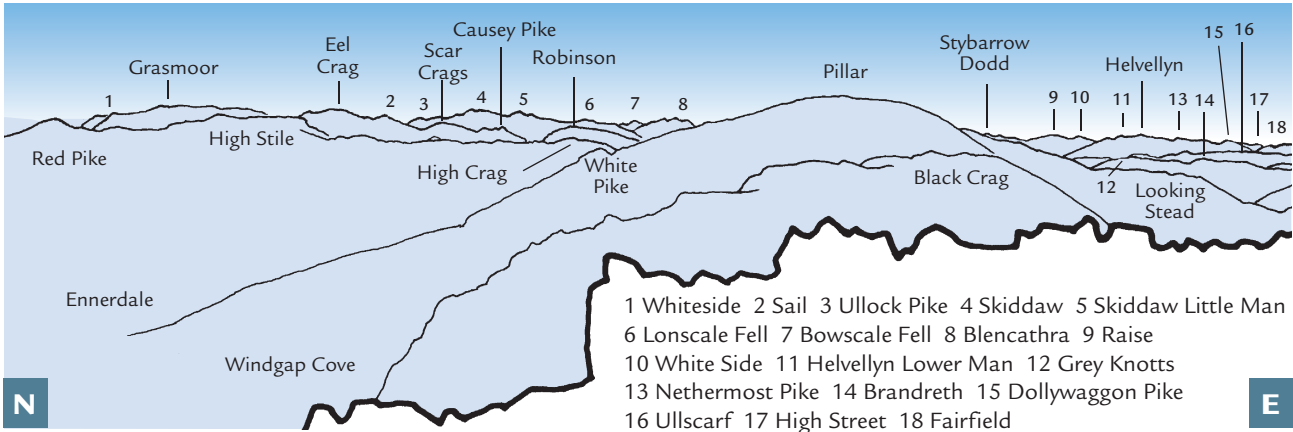 Causey Pike
15
16
Eel
Crag
Scar
Crags
Robinson
Stybarrow
Dodd
Grasmoor
Pillar
Helvellyn
1
2
3
4
5
6
7
8
9
10
11
13
14
17
18
Red Pike
High Stile
High Crag
White
Pike
Black Crag
12
Looking
Stead
Ennerdale
Windgap Cove
1 Whiteside 2 Sail 3 Ullock Pike 4 Skiddaw 5 Skiddaw Little Man
6 Lonscale Fell 7 Bowscale Fell 8 Blencathra 9 Raise
10 White Side 11 Helvellyn Lower Man 12 Grey Knotts
13 Nethermost Pike 14 Brandreth 15 Dollywaggon Pike
16 Ullscarf 17 High Street 18 Fairfield
N
E